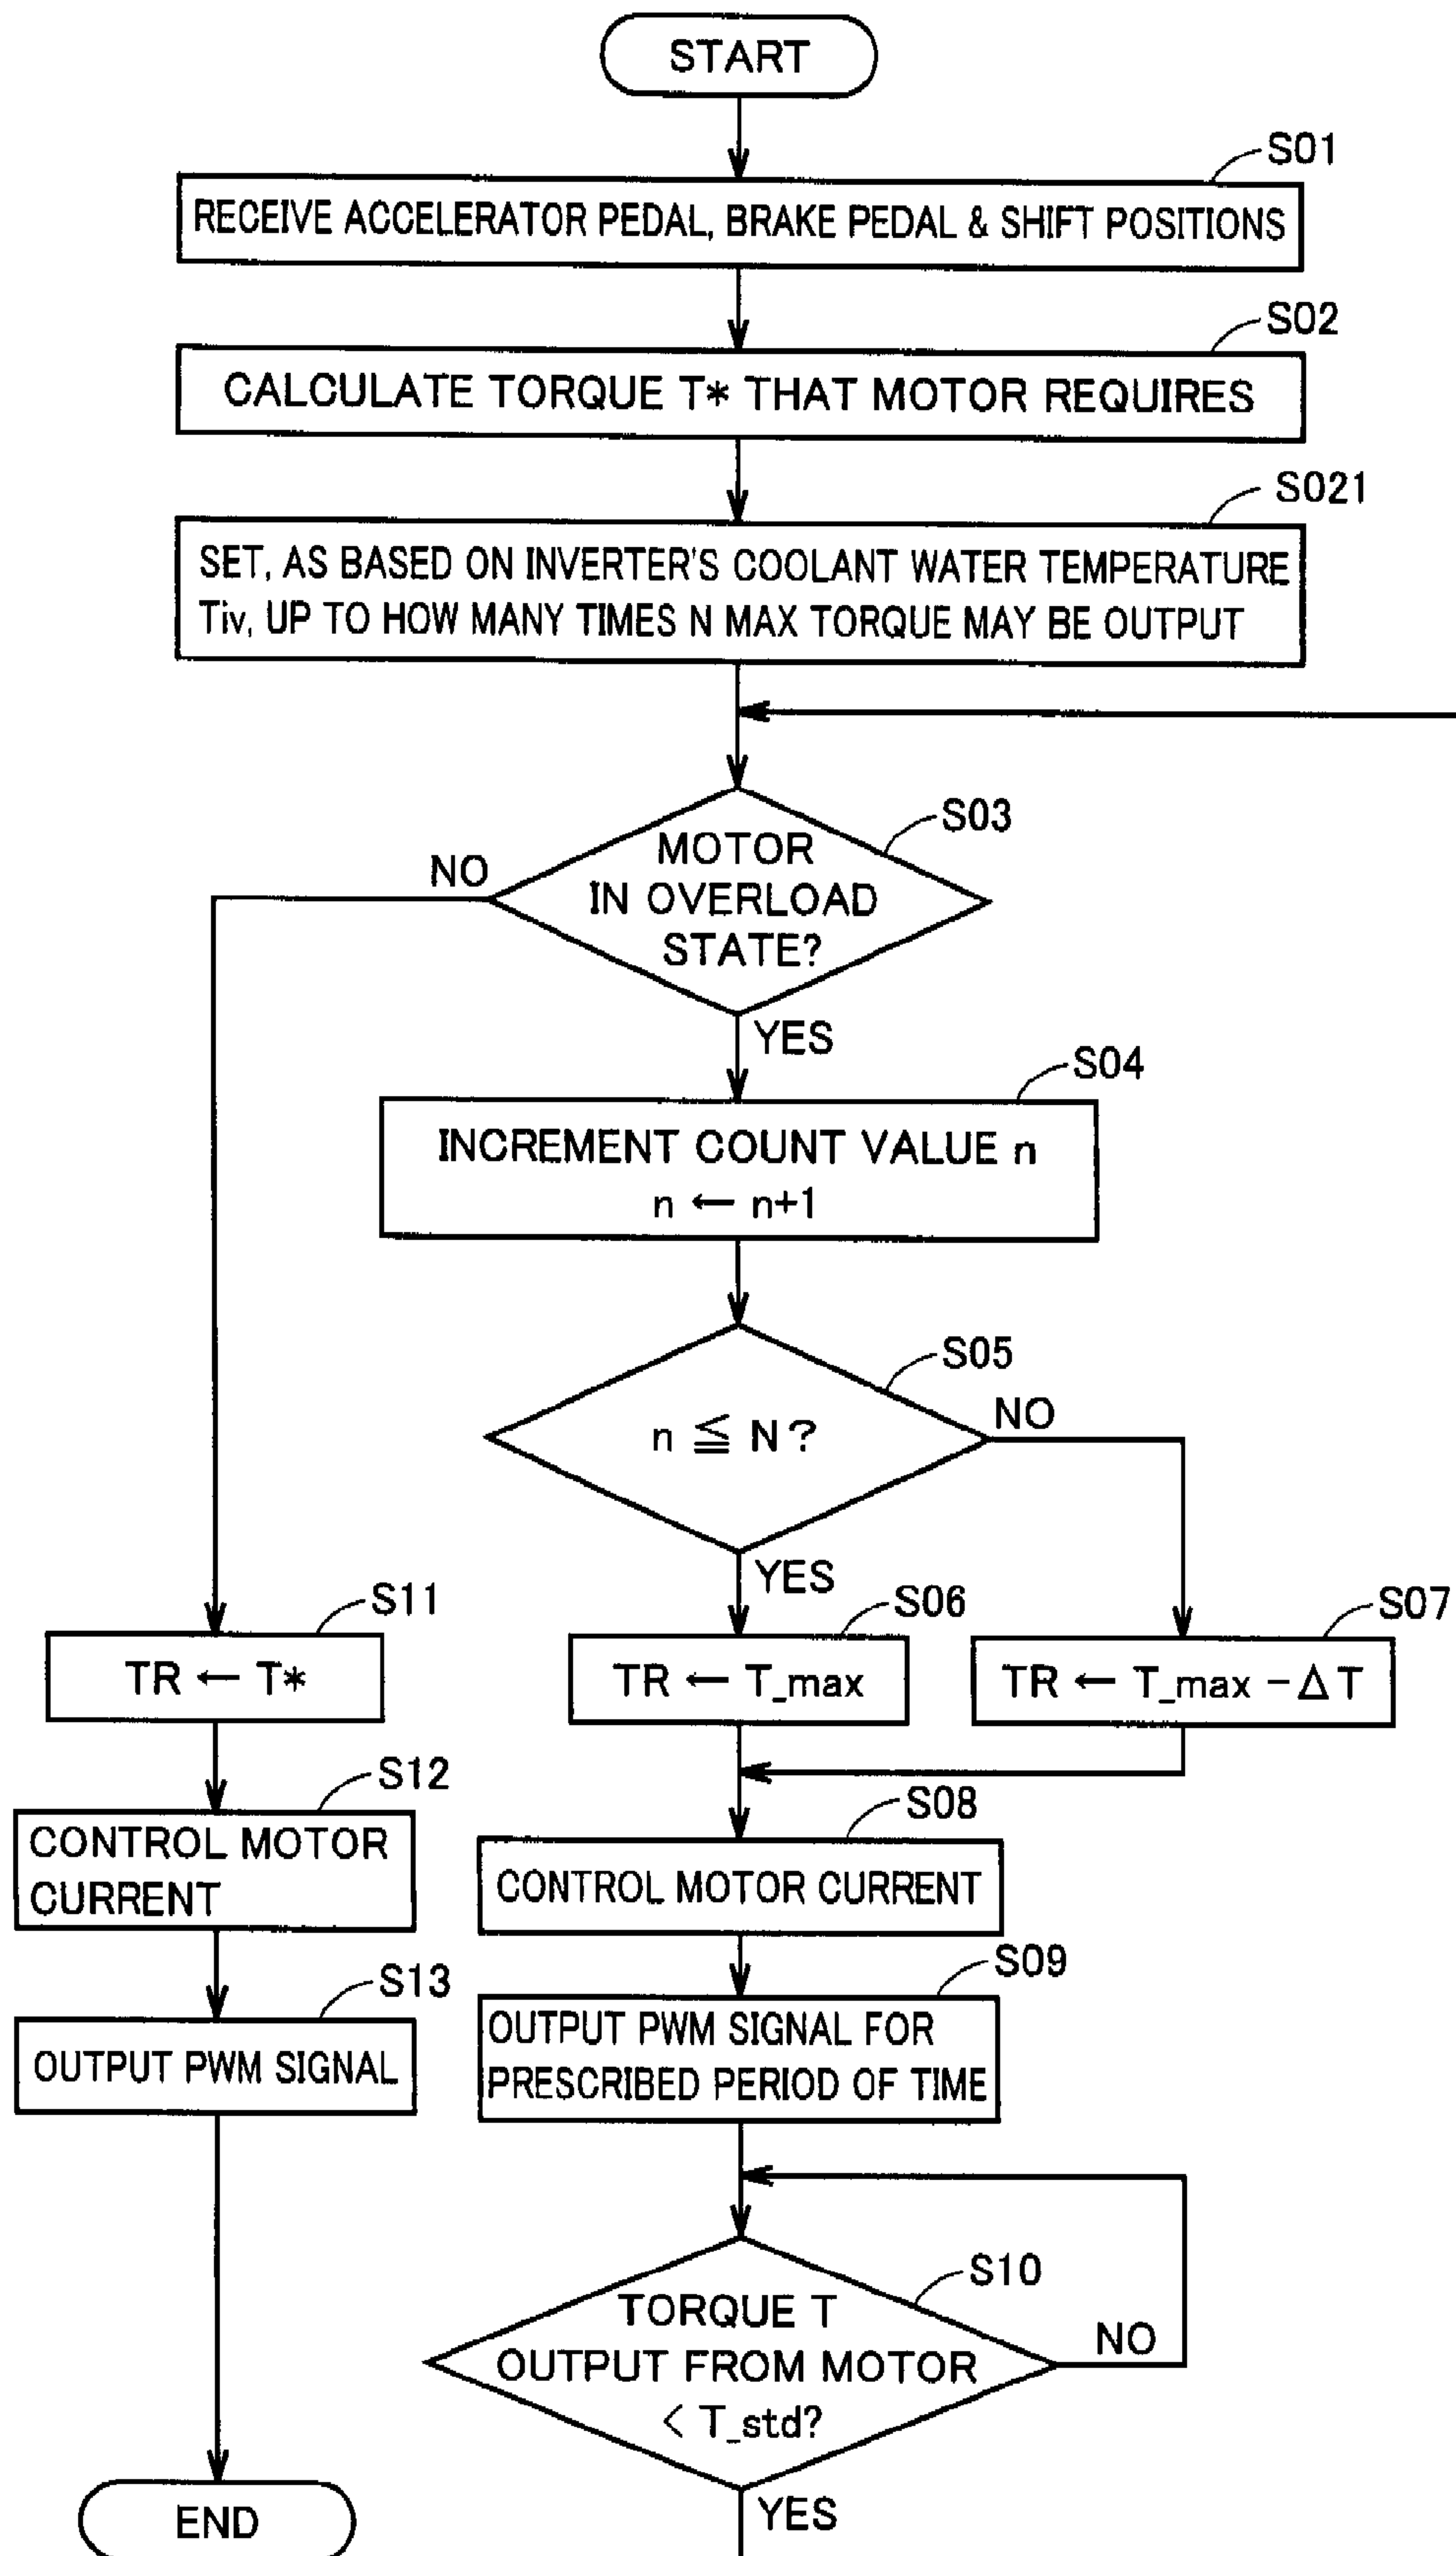 START
S01
RECEIVE ACCELERATOR PEDAL, BRAKE PEDAL & SHIFT POSITIONS
S02
CALCULATE TORQUE T* THAT MOTOR REQUIRES
S021
SET, AS BASED ON INVERTER'S COOLANT WATER TEMPERATURE
Tiv, UP TO HOW MANY TIMES N MAX TORQUE MAY BE OUTPUT
S03
NO
MOTOR
IN OVERLOAD
STATE?
YES
S04
INCREMENT COUNT VALUE n
n ← n+1
S05
n ≦ N ?
NO
YES
S11
TR ← T*
S06
TR ← T_max
S07
TR ← T_max -Δ T
S12
CONTROL MOTOR
CURRENT
S08
CONTROL MOTOR CURRENT
S13
OUTPUT PWM SIGNAL
S09
OUTPUT PWM SIGNAL FOR
PRESCRIBED PERIOD OF TIME
S10
TORQUE T
OUTPUT FROM MOTOR
< T_std?
NO
YES
END